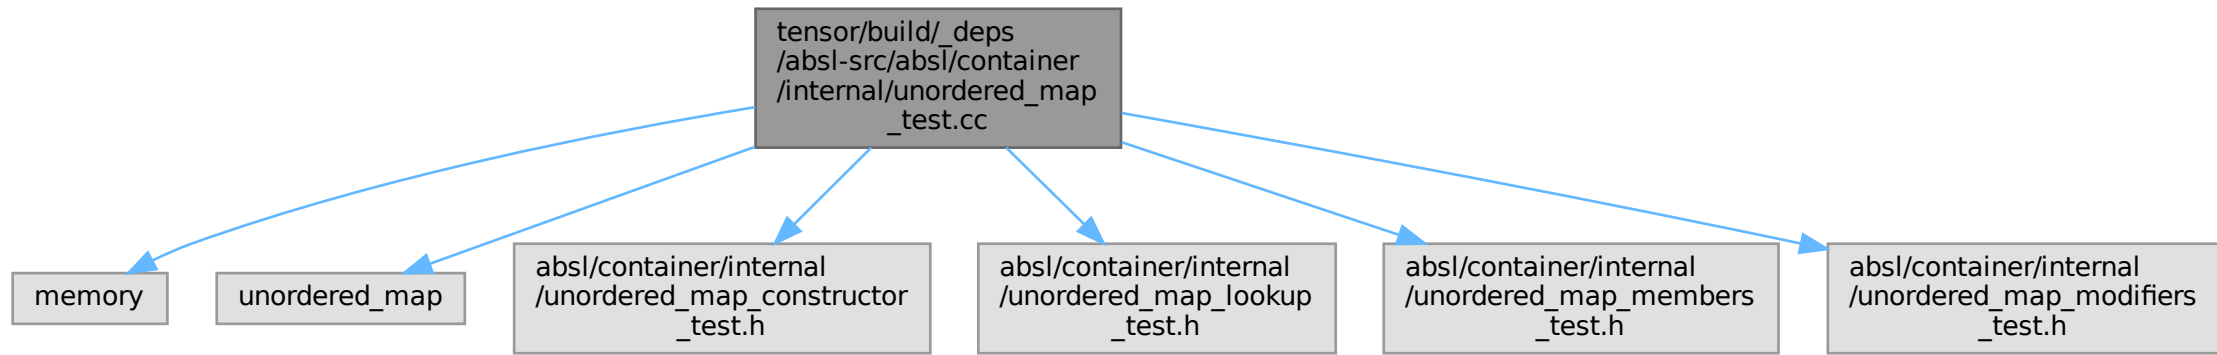 tensor/build/_deps
/absl-src/absl/container
/internal/unordered_map
_test.cc
memory
unordered_map
absl/container/internal
/unordered_map_constructor
_test.h
absl/container/internal
/unordered_map_lookup
_test.h
absl/container/internal
/unordered_map_members
_test.h
absl/container/internal
/unordered_map_modifiers
_test.h